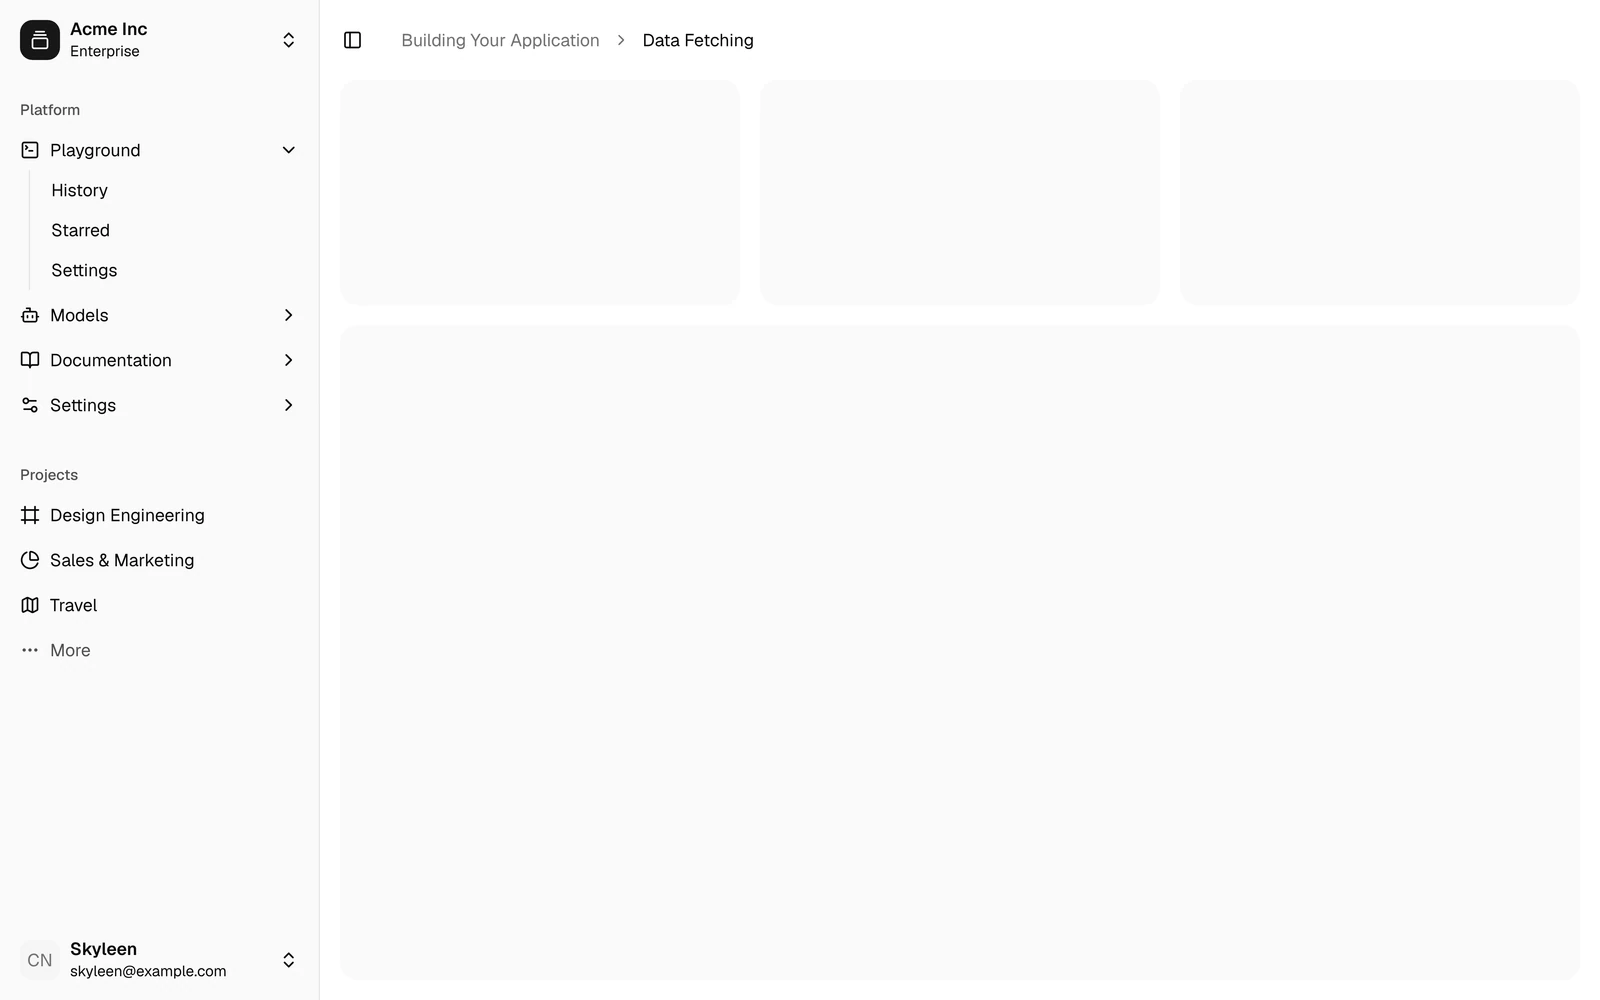 Acme Inc
Enterprise
Platform
Playground
History
Starred
Settings
Models
Documentation
Settings
Projects
Design Engineering
Sales & Marketing
Travel
More
CN
Skyleen
skyleen@example.com
Building Your Application
Data Fetching